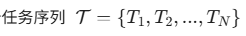 任务序列 𝒯 = {T₁, T₂, ..., T_N}